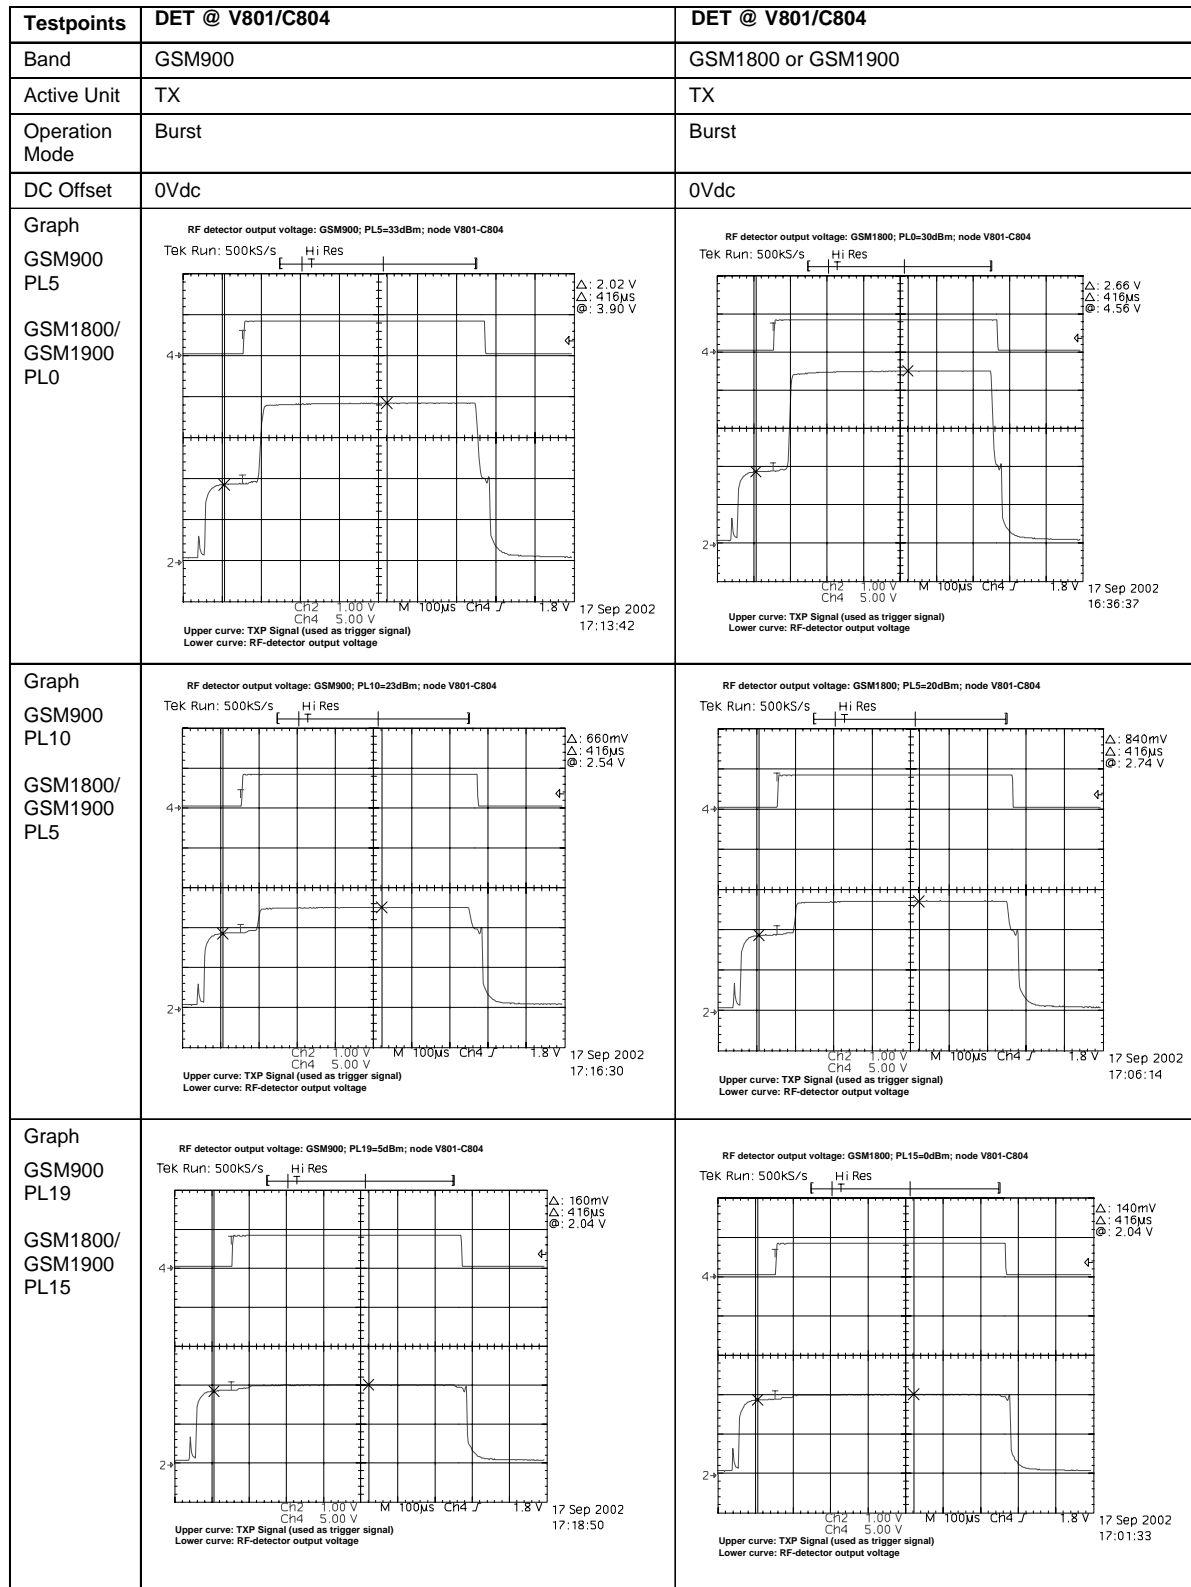 Testpoints DET @ V801/C804 DET @ V801/C804
Band GSM900 GSM1800 or GSM1900
Active Unit TX TX
Operation Mode Burst Burst
DC Offset 0Vdc 0Vdc
Graph
GSM900
PL5
GSM1800/
GSM1900
PL0
RF detector output voltage: GSM900; PL5=33dBm; node V801-C804
Tek Run: 500kS/s Hi Res
T
Δ: 2.02 V
Δ: 416µs
@: 3.90 V
T
4
T
2
Ch2 1.00 V M 100µs Ch4 1.8 V
Ch4 5.00 V
17 Sep 2002
17:13:42
Upper curve: TXP Signal (used as trigger signal)
Lower curve: RF-detector output voltage
RF detector output voltage: GSM1800; PL0=30dBm; node V801-C804
Tek Run: 500kS/s Hi Res
T
Δ: 2.66 V
Δ: 416µs
@: 4.56 V
T
4
T
2
Ch2 1.00 V M 100µs Ch4 1.8 V
Ch4 5.00 V
17 Sep 2002
16:36:37
Upper curve: TXP Signal (used as trigger signal)
Lower curve: RF-detector output voltage
Graph
GSM900
PL10
GSM1800/
GSM1900
PL5
RF detector output voltage: GSM900; PL10=23dBm; node V801-C804
Tek Run: 500kS/s Hi Res
T
Δ: 660mV
Δ: 416µs
@: 2.54 V
T
4
T
2
Ch2 1.00 V M 100µs Ch4 1.8 V
Ch4 5.00 V
17 Sep 2002
17:16:30
Upper curve: TXP Signal (used as trigger signal)
Lower curve: RF-detector output voltage
RF detector output voltage: GSM1800; PL5=20dBm; node V801-C804
Tek Run: 500kS/s Hi Res
T
Δ: 840mV
Δ: 416µs
@: 2.74 V
T
4
T
2
Ch2 1.00 V M 100µs Ch4 1.8 V
Ch4 5.00 V
17 Sep 2002
17:06:14
Upper curve: TXP Signal (used as trigger signal)
Lower curve: RF-detector output voltage
Graph
GSM900
PL19
GSM1800/
GSM1900
PL15
RF detector output voltage: GSM900; PL19=5dBm; node V801-C804
Tek Run: 500kS/s Hi Res
T
Δ: 160mV
Δ: 416µs
@: 2.04 V
T
4
T
2
Ch2 1.00 V M 100µs Ch4 1.8 V
Ch4 5.00 V
17 Sep 2002
17:18:50
Upper curve: TXP Signal (used as trigger signal)
Lower curve: RF-detector output voltage
RF detector output voltage: GSM1800; PL15=0dBm; node V801-C804
Tek Run: 500kS/s Hi Res
T
Δ: 140mV
Δ: 416µs
@: 2.04 V
T
4
T
2
Ch2 1.00 V M 100µs Ch4 1.8 V
Ch4 5.00 V
17 Sep 2002
17:01:33
Upper curve: TXP Signal (used as trigger signal)
Lower curve: RF-detector output voltage